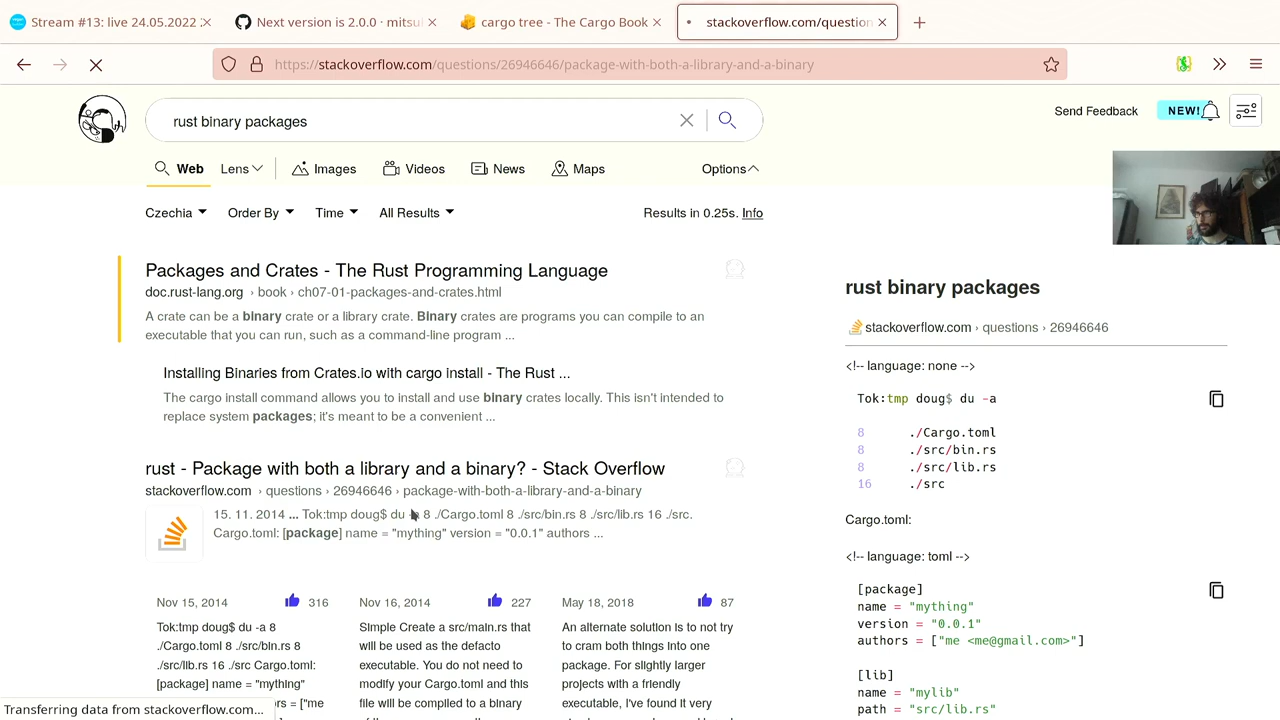 Stream #13: live 24.05.2022
Next version is 2.0.0 · mitsu
cargo tree - The Cargo Book
stackoverflow.com/question
https://stackoverflow.com/questions/26946646/package-with-both-a-library-and-a-binary
rust binary packages
Send Feedback
NEW!
Web
Lens
Images
Videos
News
Maps
Options
Czechia
Order By
Time
All Results
Results in 0.25s. Info
Packages and Crates - The Rust Programming Language
doc.rust-lang.org › book › ch07-01-packages-and-crates.html
A crate can be a binary crate or a library crate. Binary crates are programs you can compile to an
executable that you can run, such as a command-line program ...
Installing Binaries from Crates.io with cargo install - The Rust ...
The cargo install command allows you to install and use binary crates locally. This isn't intended to
replace system packages; it's meant to be a convenient ...
rust - Package with both a library and a binary? - Stack Overflow
stackoverflow.com › questions › 26946646 › package-with-both-a-library-and-a-binary
15. 11. 2014 ... Tok:tmp doug$ du 8 ./Cargo.toml 8 ./src/bin.rs 8 ./src/lib.rs 16 ./src.
Cargo.toml: [package] name = "mything" version = "0.0.1" authors ...
Nov 15, 2014 316
Tok:tmp doug$ du -a 8
./Cargo.toml 8 ./src/bin.rs 8
./src/lib.rs 16 ./src Cargo.toml:
[package] name = "mything"
rs = ["me
Nov 16, 2014 227
Simple Create a src/main.rs that
will be used as the defacto
executable. You do not need to
modify your Cargo.toml and this
file will be compiled to a binary
May 18, 2018 87
An alternate solution is to not try
to cram both things into one
package. For slightly larger
projects with a friendly
executable, I've found it very
rust binary packages
stackoverflow.com › questions › 26946646
<!-- language: none -->
Tok:tmp doug$ du -a
8 ./Cargo.toml
8 ./src/bin.rs
8 ./src/lib.rs
16 ./src
Cargo.toml:
<!-- language: toml -->
[package]
name = "mything"
version = "0.0.1"
authors = ["me <me@gmail.com>"]
[lib]
name = "mylib"
path = "src/lib.rs"
Transferring data from stackoverflow.com...